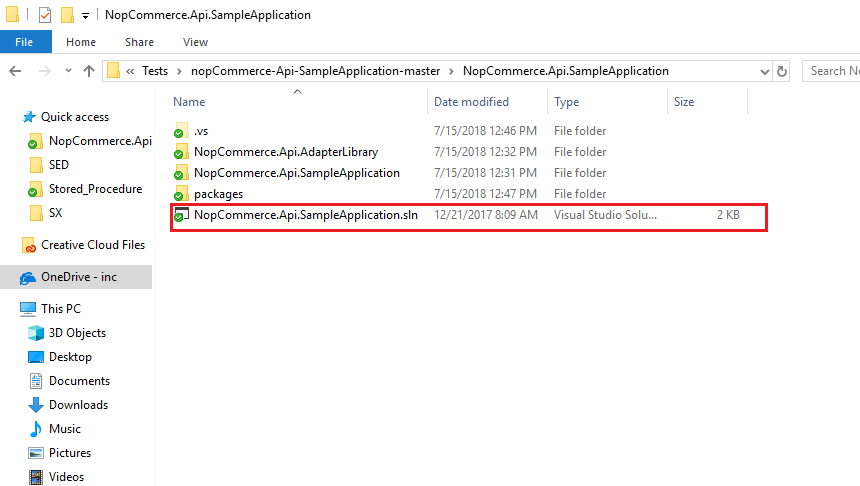 NopCommerce.Api.SampleApplication
File Home Share View
« Tests > nopCommerce-Api-SampleApplication-master > NopCommerce.Api.SampleApplication Search No
Name Date modified Type Size
Quick access
NopCommerce.Api
SED
Stored_Procedure
SX
Creative Cloud Files
OneDrive - inc
This PC
3D Objects
Desktop
Documents
Downloads
Music
Pictures
Videos
.vs 7/15/2018 12:46 PM File folder
NopCommerce.Api.AdapterLibrary 7/15/2018 12:32 PM File folder
NopCommerce.Api.SampleApplication 7/15/2018 12:31 PM File folder
packages 7/15/2018 12:47 PM File folder
NopCommerce.Api.SampleApplication.sln 12/21/2017 8:09 AM Visual Studio Solu... 2 KB